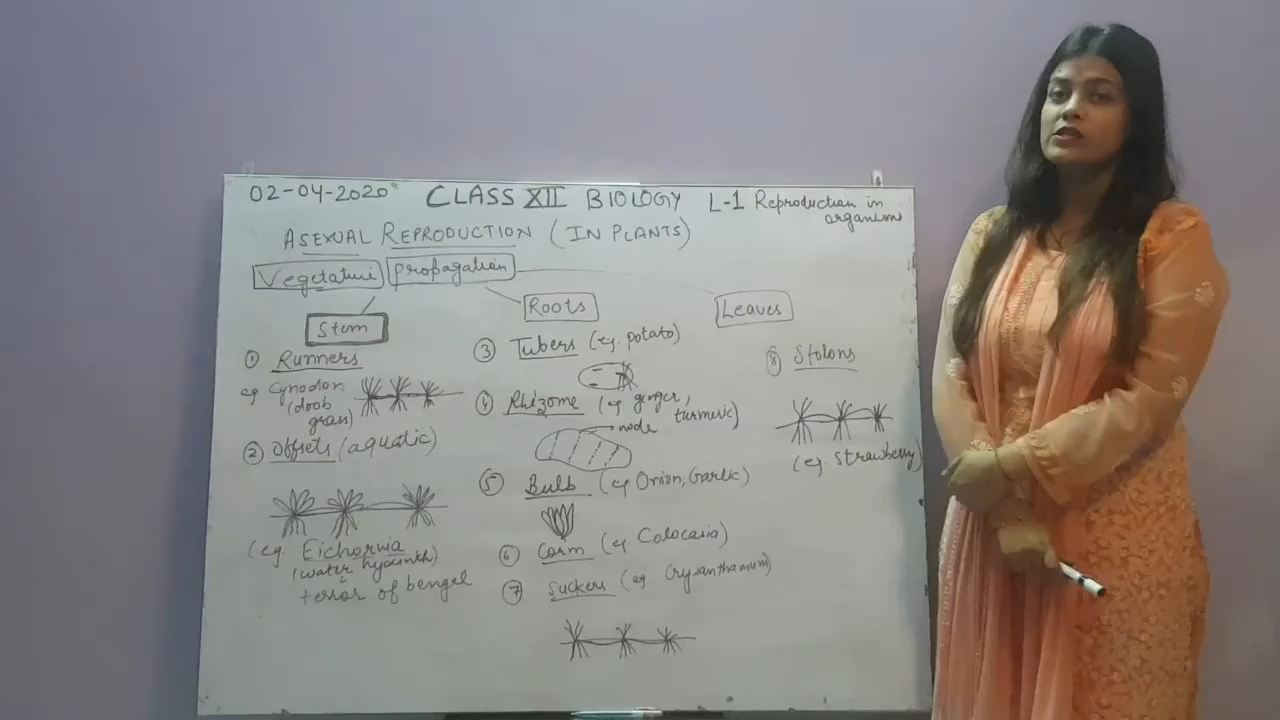 02-04-2020 CLASS XII BIOLOGY L-1 Reproduction in
organisms
ASEXUAL REPRODUCTION (IN PLANTS)
Vegetative propagation
Stem
Roots
Leaves
① Runners
eg Cynodon
(doob
grass)
② Offsets (aquatic)
(eg Eichornia
(water hyacinth)
↓
terror of bengel
③ Tubers (eg. potato)
④ Rhizome (eg ginger,
turmeric)
node
⑤ Bulb (eg Onion, Garlic)
⑥ Corm (eg Colocasia)
⑦ Suckers (eg Crysanthamum)
⑧ Stolons
(eg. Strawberry)